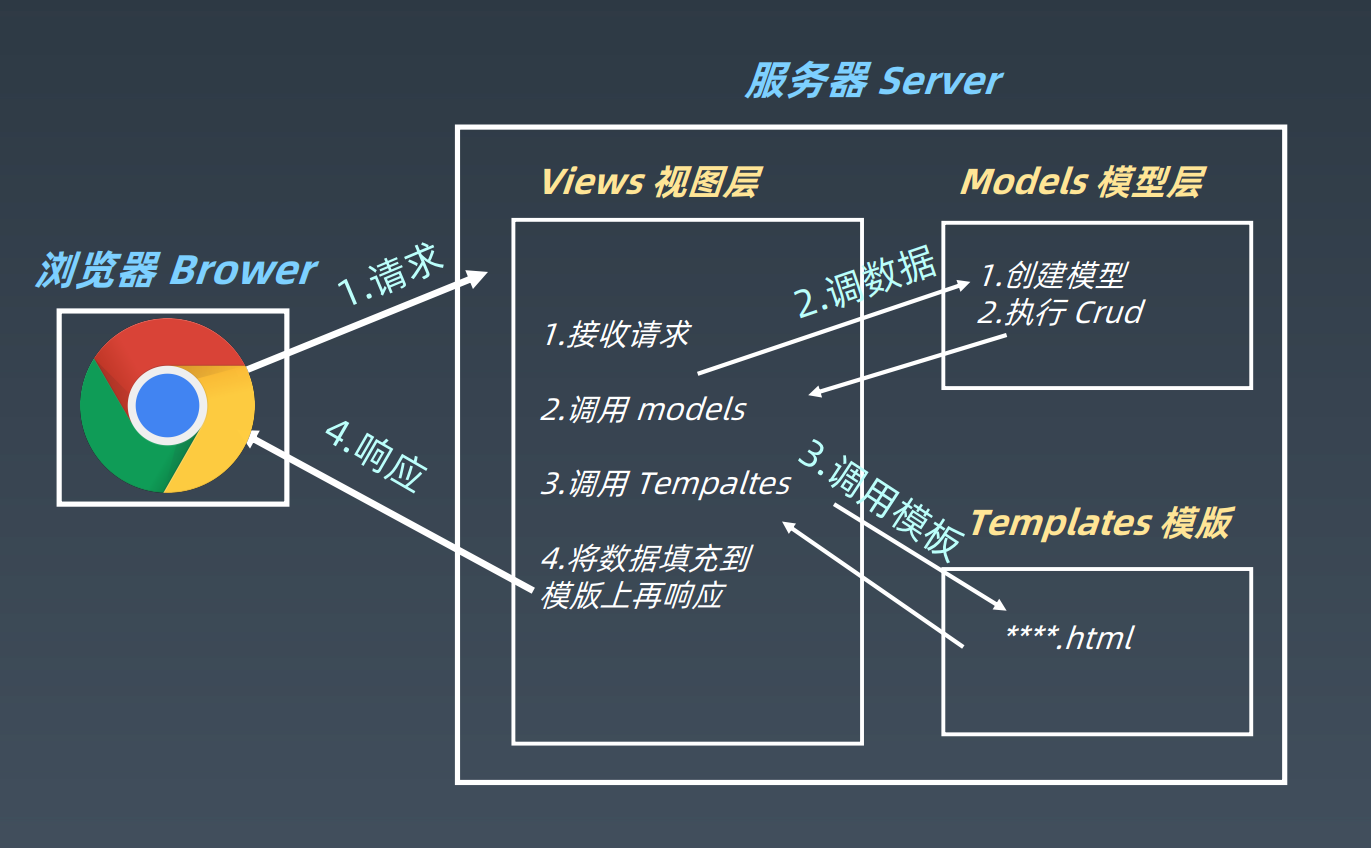 服务器 Server
浏览器 Brower
1.请求
4.响应
Views 视图层
1.接收请求
2.调用 models
3.调用 Tempaltes
4.将数据填充到
模版上再响应
2.调数据
3.调用模板
Models 模型层
1.创建模型
2.执行 Crud
Templates 模版
****.html